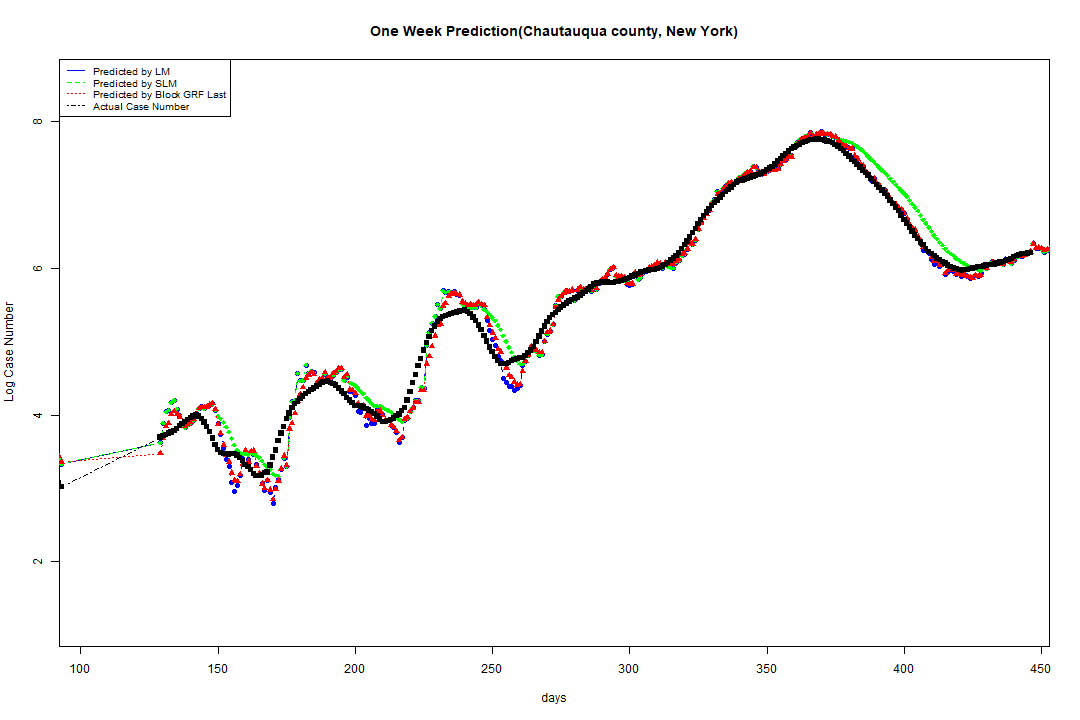 One Week Prediction(Chautauqua county, New York)
Predicted by LM
Predicted by SLM
Predicted by Block GRF Last
Actual Case Number
Log Case Number
8
6
4
2
100 150 200 250 300 350 400 450
days